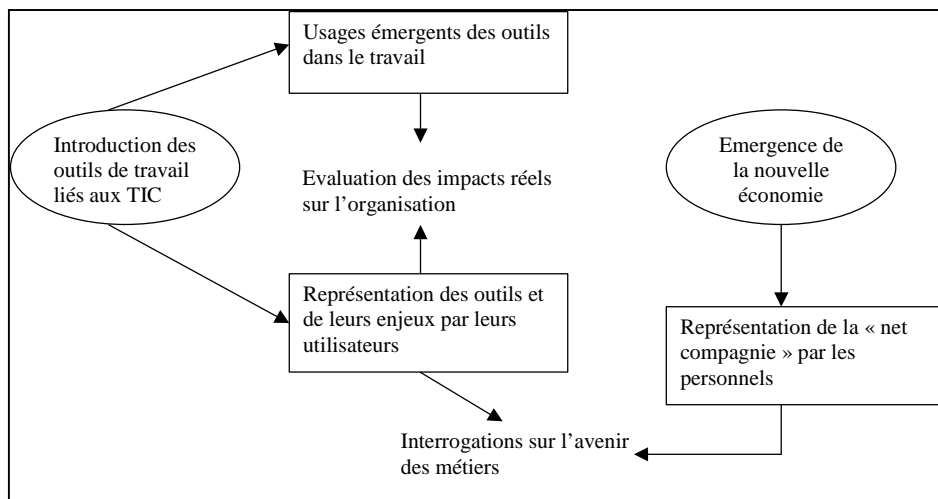 Usages émergents des outils
dans le travail
Introduction des
outils de travail
liés aux TIC
Emergence de
la nouvelle
économie
Evaluation des impacts réels
sur l’organisation
Représentation des outils et
de leurs enjeux par leurs
utilisateurs
Représentation de la « net
compagnie » par les
personnels
Interrogations sur l’avenir
des métiers